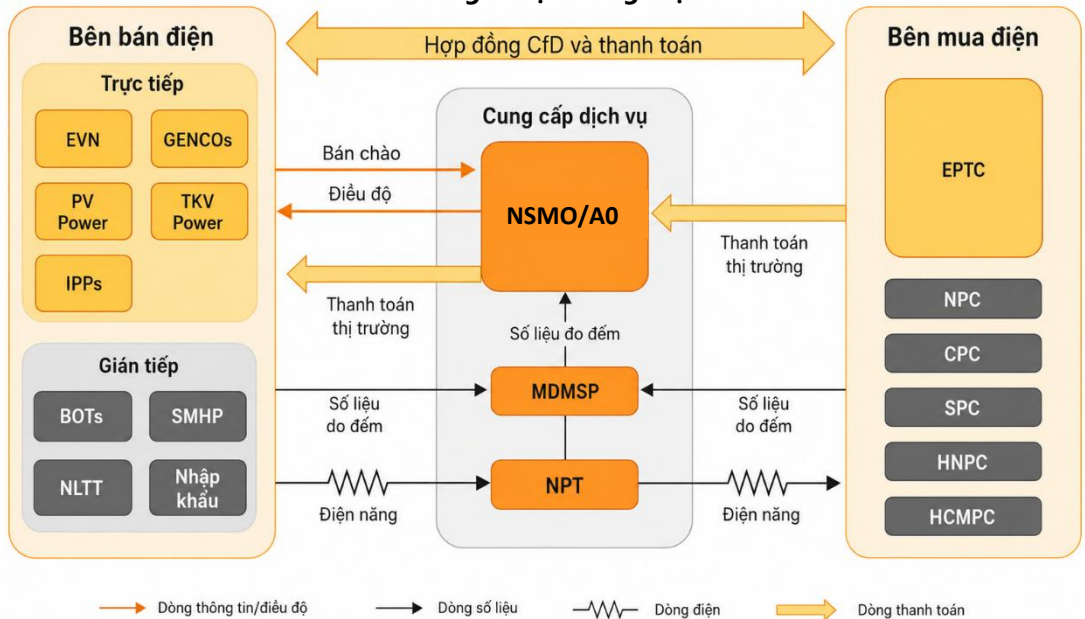 Bên bán điện
Hợp đồng CfD và thanh toán
Bên mua điện
Trực tiếp
EVN
GENCOs
PV
Power
TKV
Power
IPPs
Gián tiếp
BOTs
SMHP
NLTT
Nhập
khẩu
Bán chào
Điều độ
Thanh toán
thị trường
Số liệu
do đếm
Điện năng
Cung cấp dịch vụ
NSMO/A0
Số liệu đo đếm
MDMSP
NPT
Thanh toán
thị trường
Số liệu
do đếm
Điện năng
EPTC
NPC
CPC
SPC
HNPC
HCMPC
Dòng thông tin/điều độ
Dòng số liệu
Dòng điện
Dòng thanh toán